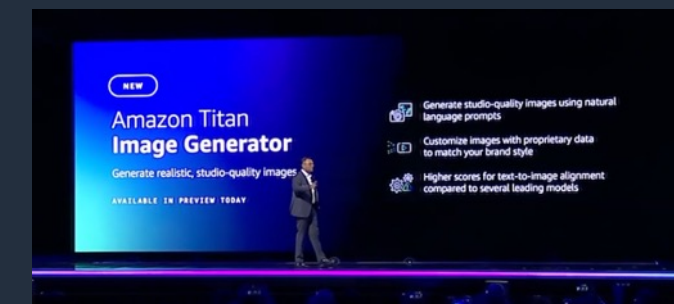 NEW
Amazon Titan
Image Generator
Generate realistic, studio-quality images
AVAILABLE IN PREVIEW TODAY
Generate studio-quality images using natural
language prompts
Customize images with proprietary data
to match your brand style
Higher scores for text-to-image alignment
compared to several leading models